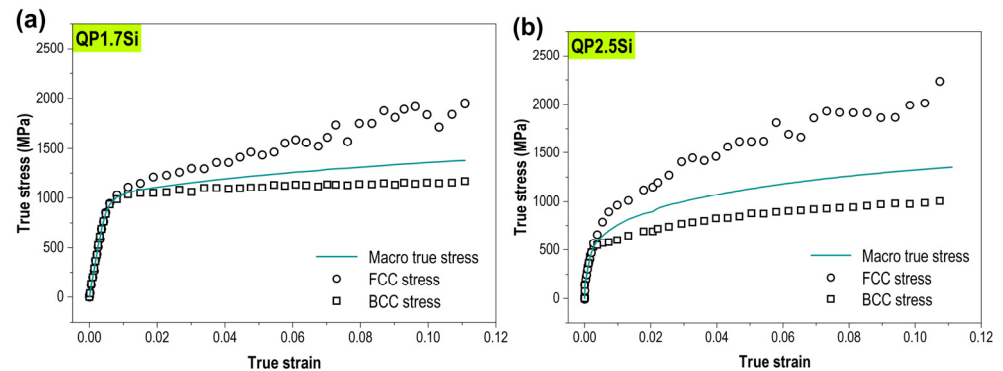 (a)
QP1.7Si
2500
2000
1500
1000
500
0
True stress (MPa)
Macro true stress
FCC stress
BCC stress
0.00 0.02 0.04 0.06 0.08 0.10 0.12
True strain
(b)
QP2.5Si
2500
2000
1500
1000
500
0
True stress (MPa)
Macro true stress
FCC stress
BCC stress
0.00 0.02 0.04 0.06 0.08 0.10 0.12
True strain